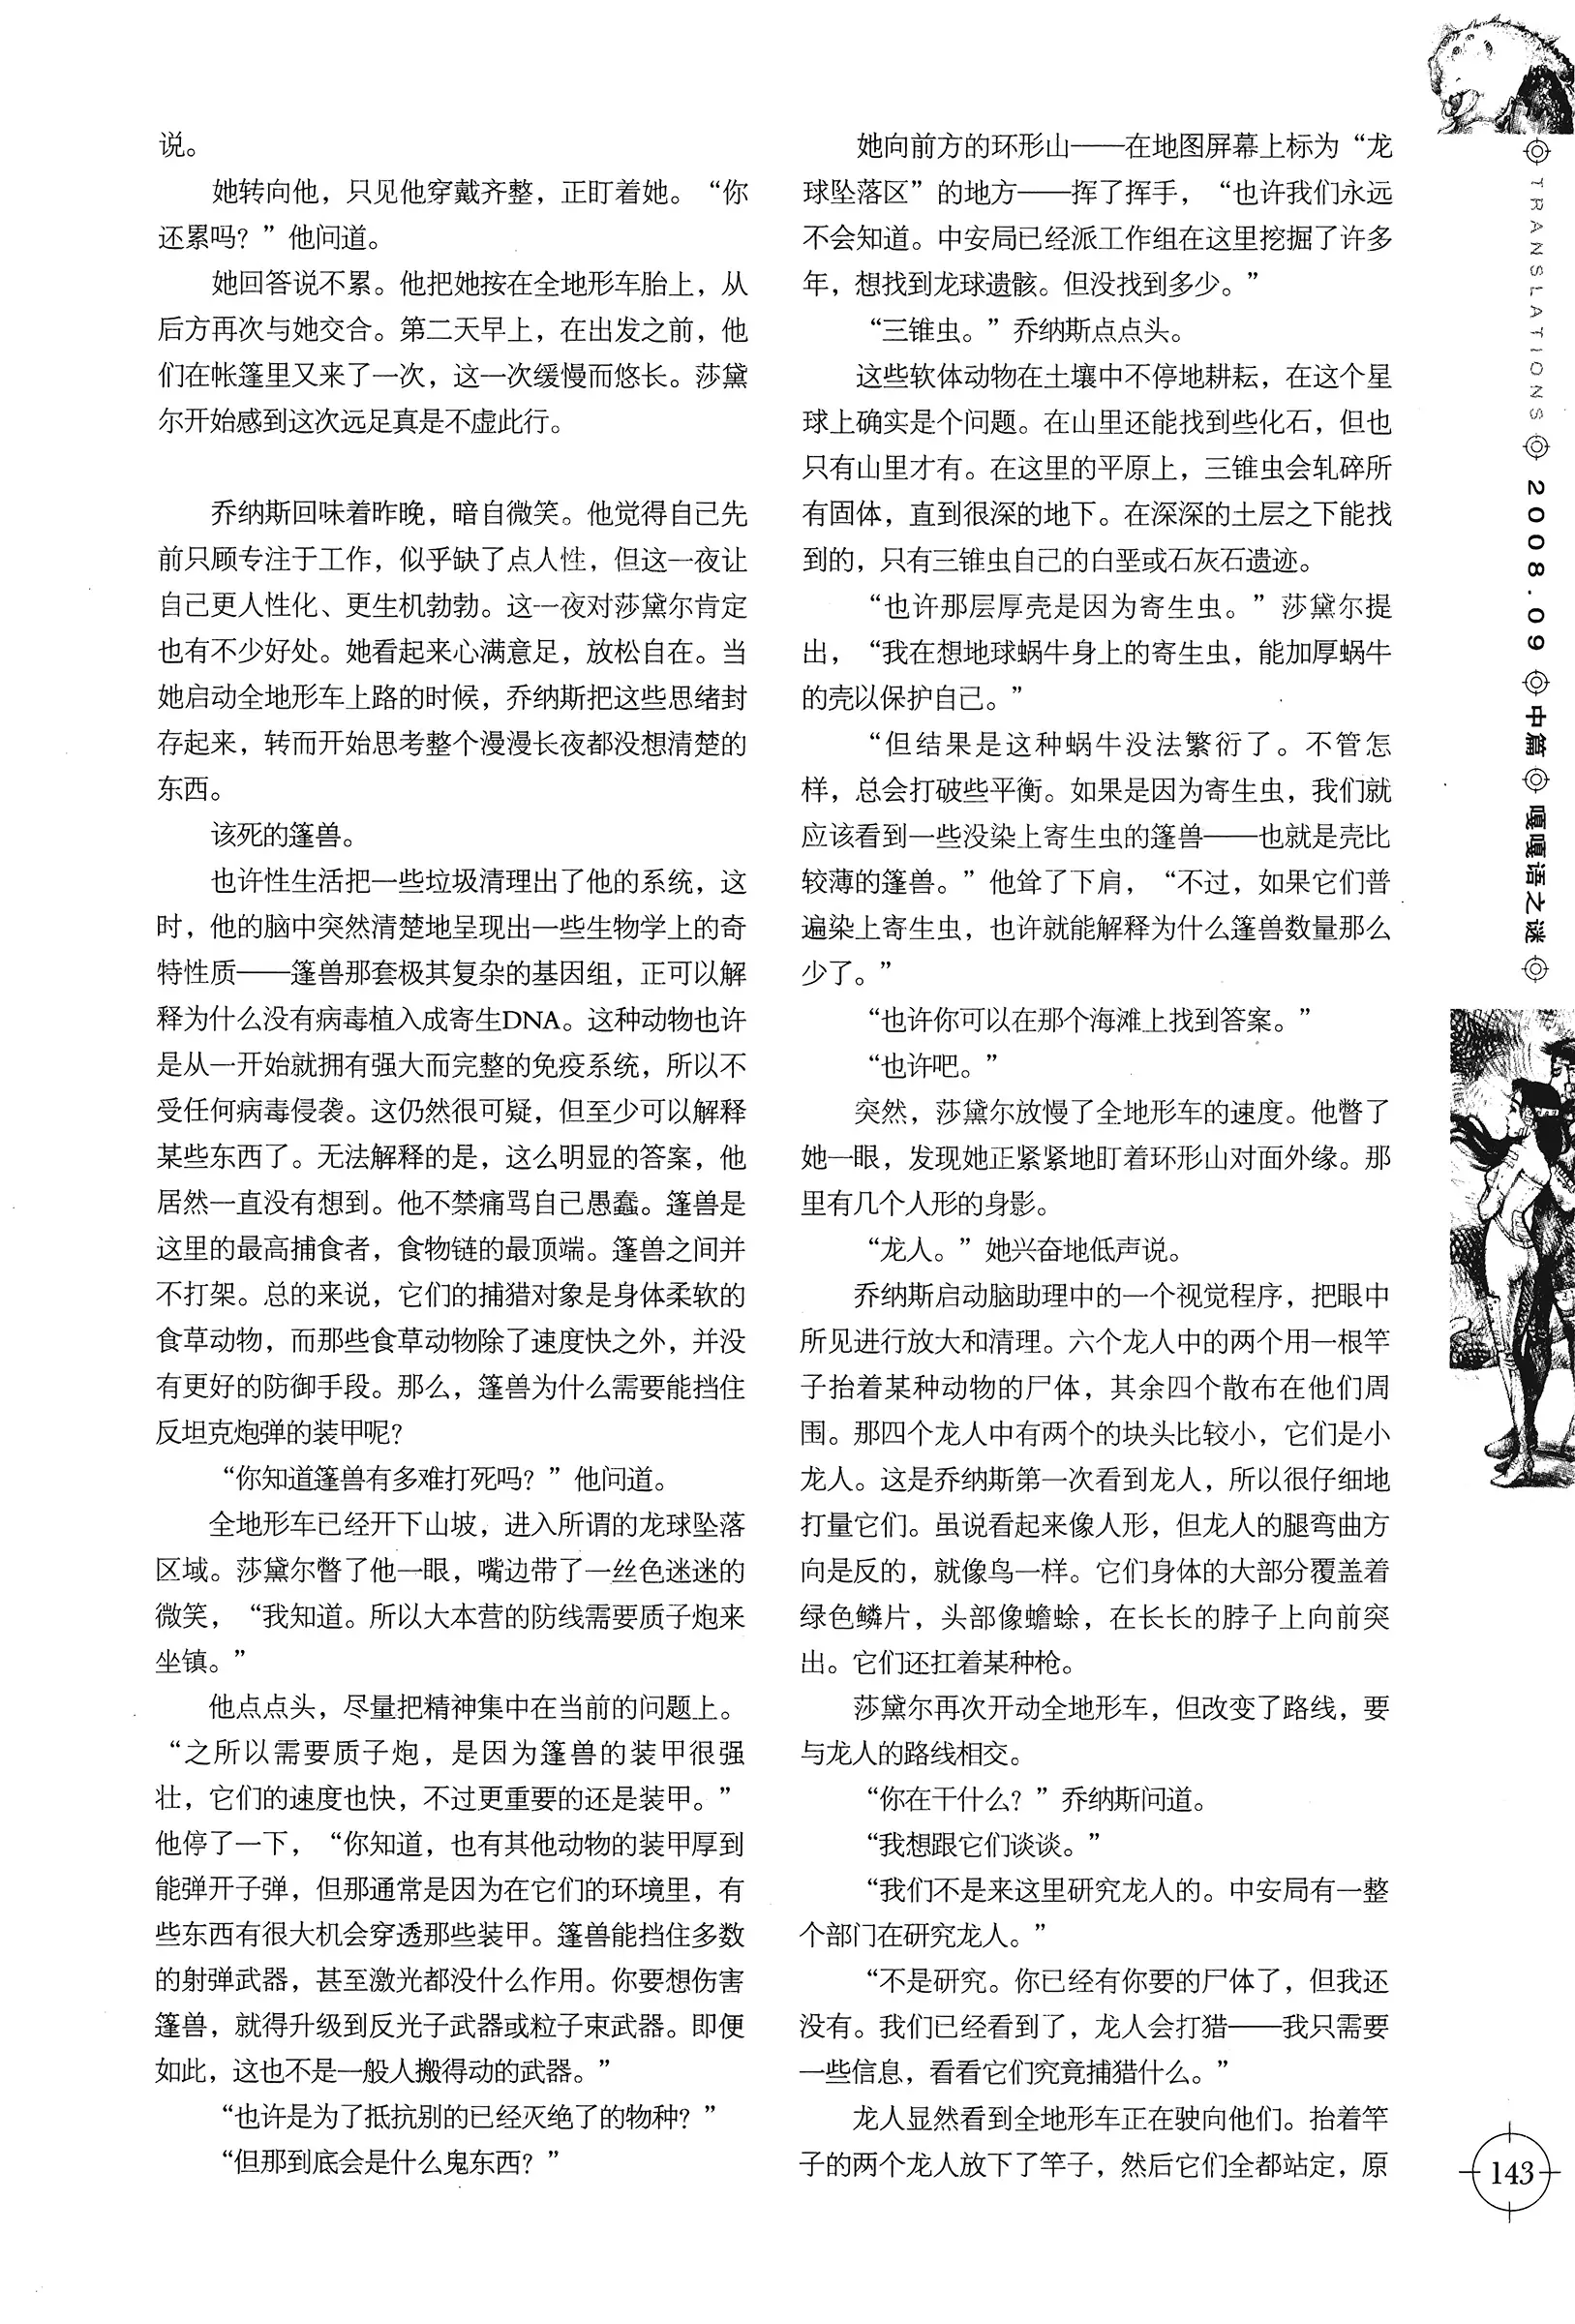 说。
她转向他，只见他穿戴齐整，正盯着她。“你
还累吗？”他问道。
她回答说不累。他把她按在全地形车胎上，从
后方再次与她交合。第二天早上，在出发之前，他
们在帐篷里又来了一次，这一次缓慢而悠长。莎黛
尔开始感到这次远足真是不虚此行。
乔纳斯回味着昨晚，暗自微笑。他觉得自己先
前只顾专注于工作，似乎缺了点人性，但这一夜让
自己更人性化、更生机勃勃。这一夜对莎黛尔肯定
也有不少好处。她看起来心满意足，放松自在。当
她启动全地形车上路的时候，乔纳斯把这些思绪封
存起来，转而开始思考整个漫漫长夜都没想清楚的
东西。
该死的篷兽。
也许性生活把一些垃圾清理出了他的系统，这
时，他的脑中突然清楚地呈现出一些生物学上的奇
特性质——篷兽那套极其复杂的基因组，正可以解
释为什么没有病毒植入成寄生DNA。这种动物也许
是从一开始就拥有强大而完整的免疫系统，所以不
受任何病毒侵袭。这仍然很可疑，但至少可以解释
某些东西了。无法解释的是，这么明显的答案，他
居然一直没有想到。他不禁痛骂自己愚蠢。篷兽是
这里的最高捕食者，食物链的最顶端。篷兽之间并
不打架。总的来说，它们的捕猎对象是身体柔软的
食草动物，而那些食草动物除了速度快之外，并没
有更好的防御手段。那么，篷兽为什么需要能挡住
反坦克炮弹的装甲呢？
“你知道篷兽有多难打死吗？”他问道。
全地形车已经开下山坡，进入所谓的龙球坠落
区域。莎黛尔瞥了他一眼，嘴边带了一丝色迷迷的
微笑，“我知道。所以大本营的防线需要质子炮来
坐镇。”
他点点头，尽量把精神集中在当前的问题上。
“之所以需要质子炮，是因为篷兽的装甲很强
壮，它们的速度也快，不过更重要的还是装甲。”
他停了一下，“你知道，也有其他动物的装甲厚到
能弹开子弹，但那通常是因为在它们的环境里，有
些东西有很大机会穿透那些装甲。篷兽能挡住多数
的射弹武器，甚至激光都没什么作用。你要想伤害
篷兽，就得升级到反光子武器或粒子束武器。即便
如此，这也不是一般人搬得动的武器。”
“也许是为了抵抗别的已经灭绝了的物种？”
“但那到底会是什么鬼东西？”
她向前方的环形山——在地图屏幕上标为“龙
球坠落区”的地方——挥了挥手，“也许我们永远
不会知道。中安局已经派工作组在这里挖掘了许多
年，想找到龙球遗骸。但没找到多少。”
“三锥虫。”乔纳斯点点头。
这些软体动物在土壤中不停地耕耘，在这个星
球上确实是个问题。在山里还能找到些化石，但也
只有山里才有。在这里的平原上，三锥虫会轧碎所
有固体，直到很深的地下。在深深的土层之下能找
到的，只有三锥虫自己的白垩或石灰石遗迹。
“也许那层厚壳是因为寄生虫。”莎黛尔提
出，“我在想地球蜗牛身上的寄生虫，能加厚蜗牛
的壳以保护自己。”
“但结果是这种蜗牛没法繁衍了。不管怎
样，总会打破些平衡。如果是因为寄生虫，我们就
应该看到一些没染上寄生虫的篷兽——也就是壳比
较薄的篷兽。”他耸了下肩，“不过，如果它们普
遍染上寄生虫，也许就能解释为什么篷兽数量那么
少了。”
“也许你可以在那个海滩上找到答案。”
“也许吧。”
突然，莎黛尔放慢了全地形车的速度。他瞥了
她一眼，发现她正紧紧地盯着环形山对面外缘。那
里有几个人形的身影。
“龙人。”她兴奋地低声说。
乔纳斯启动脑助理中的一个视觉程序，把眼中
所见进行放大和清理。六个龙人中的两个用一根竿
子抬着某种动物的尸体，其余四个散布在他们周
围。那四个龙人中有两个的块头比较小，它们是小
龙人。这是乔纳斯第一次看到龙人，所以很仔细地
打量它们。虽说看起来像人形，但龙人的腿弯曲方
向是反的，就像鸟一样。它们身体的大部分覆盖着
绿色鳞片，头部像蟾蜍，在长长的脖子上向前突
出。它们还扛着某种枪。
莎黛尔再次开动全地形车，但改变了路线，要
与龙人的路线相交。
“你在干什么？”乔纳斯问道。
“我想跟它们谈谈。”
“我们不是来这里研究龙人的。中安局有一整
个部门在研究龙人。”
“不是研究。你已经有你要的尸体了，但我还
没有。我们已经看到了，龙人会打猎——我只需要
一些信息，看看它们究竟捕猎什么。”
龙人显然看到全地形车正在驶向他们。抬着竿
子的两个龙人放下了竿子，然后它们全都站定，原
TRANSLATIONS 2008.09 中篇 嘎嘎语之谜
143